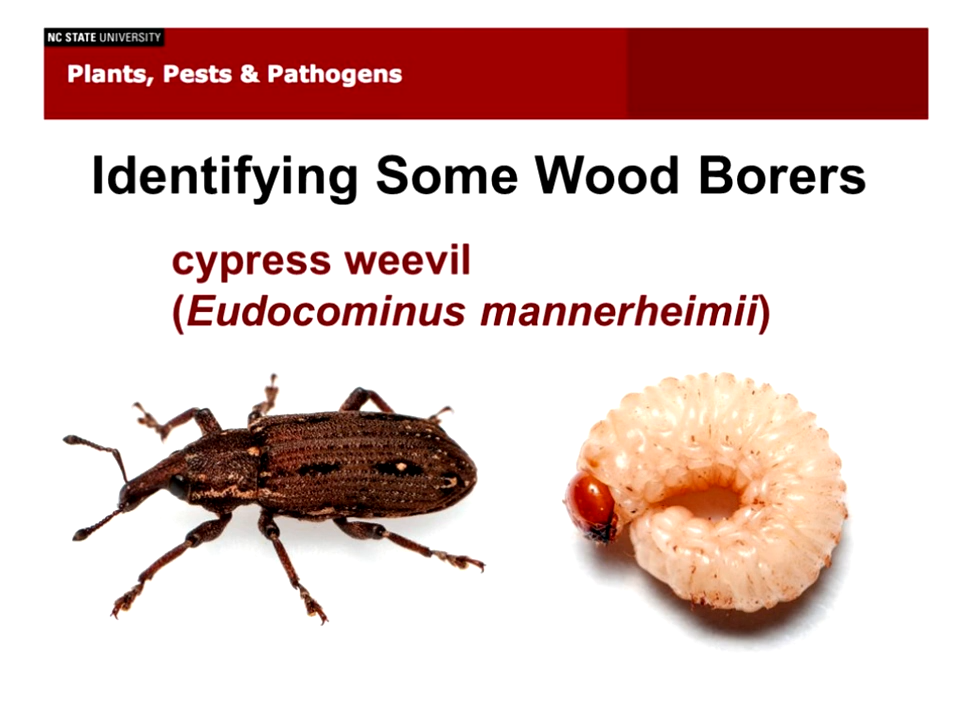 NC STATE UNIVERSITY
Plants, Pests & Pathogens
Identifying Some Wood Borers
cypress weevil
(Eudocominus mannerheimii)